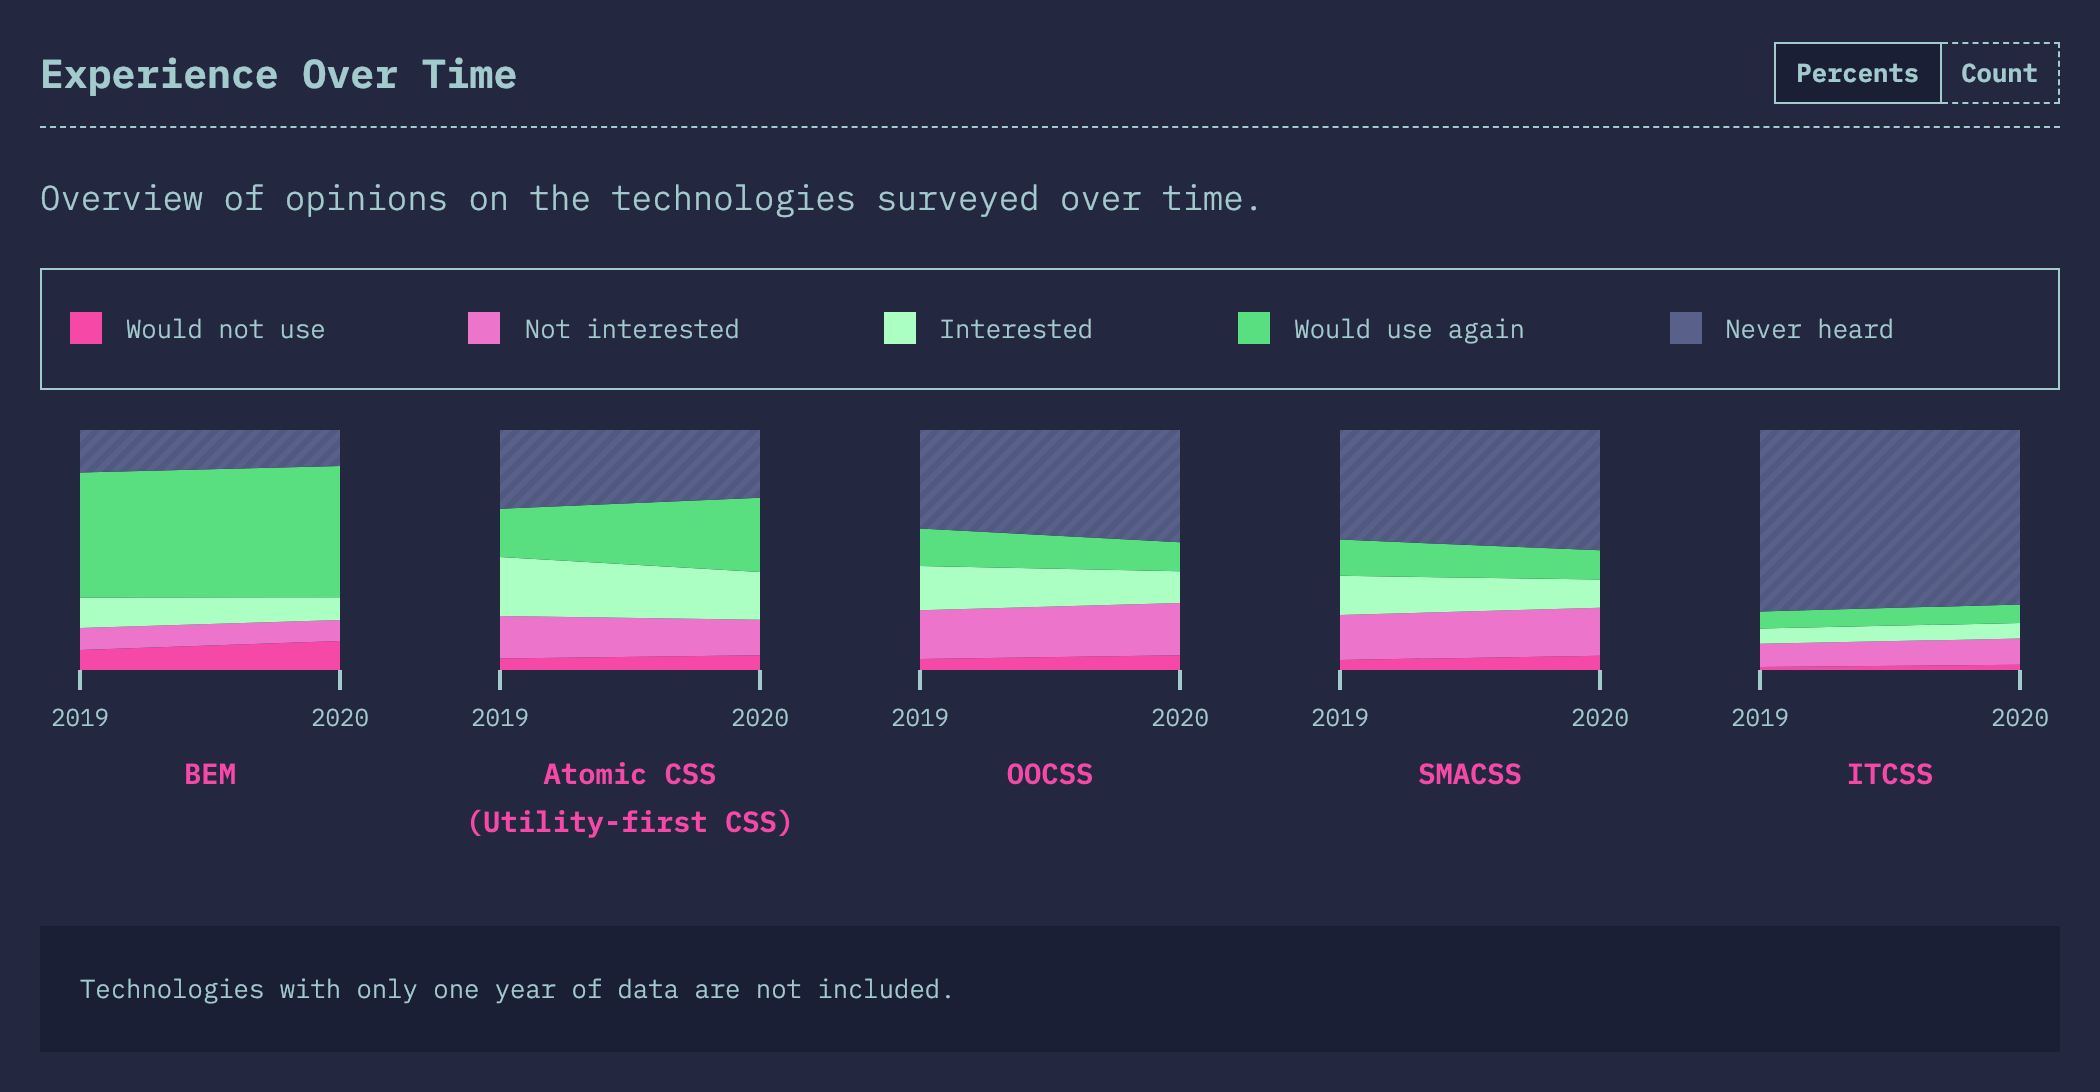 Experience Over Time
Percents Count
Overview of opinions on the technologies surveyed over time.
Would not use Not interested Interested Would use again Never heard
2019 2020 2019 2020 2019 2020 2019 2020 2019 2020
BEM Atomic CSS OOCSS SMACSS ITCSS
(Utility-first CSS)
Technologies with only one year of data are not included.